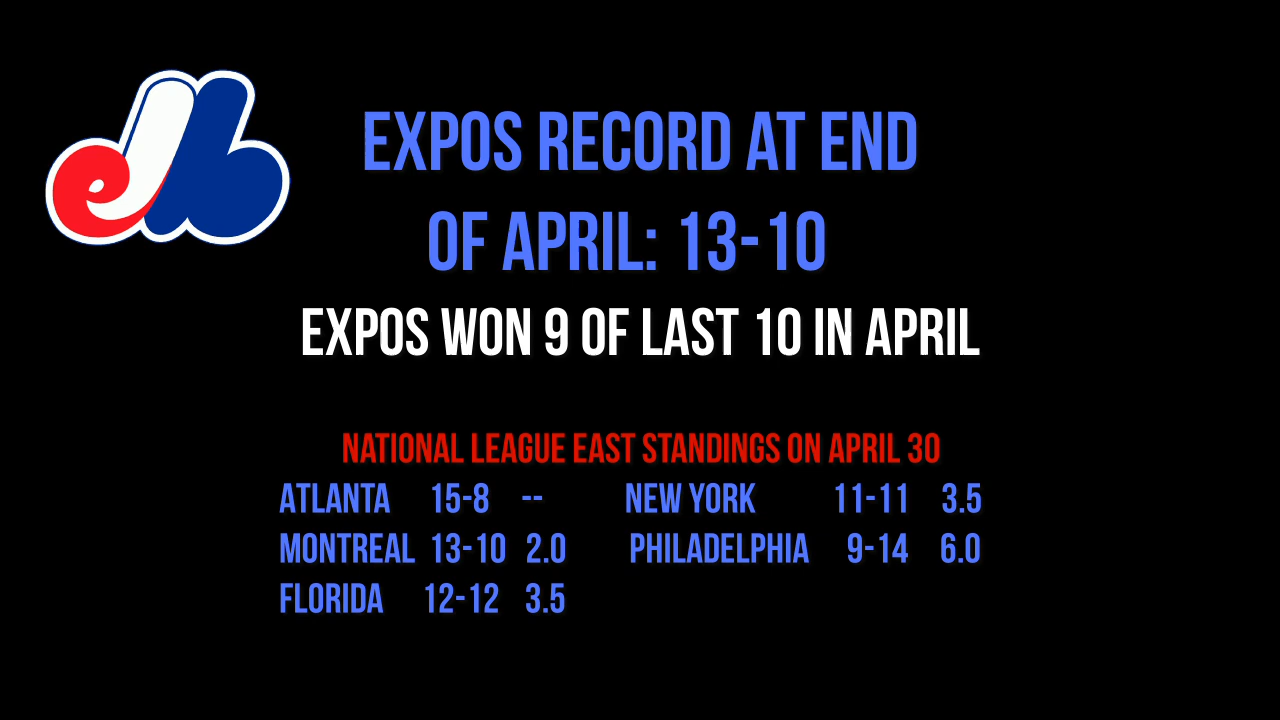 EXPOS RECORD AT END
OF APRIL: 13-10
EXPOS WON 9 OF LAST 10 IN APRIL
NATIONAL LEAGUE EAST STANDINGS ON APRIL 30
ATLANTA 15-8 -- NEW YORK 11-11 3.5
MONTREAL 13-10 2.0 PHILADELPHIA 9-14 6.0
FLORIDA 12-12 3.5